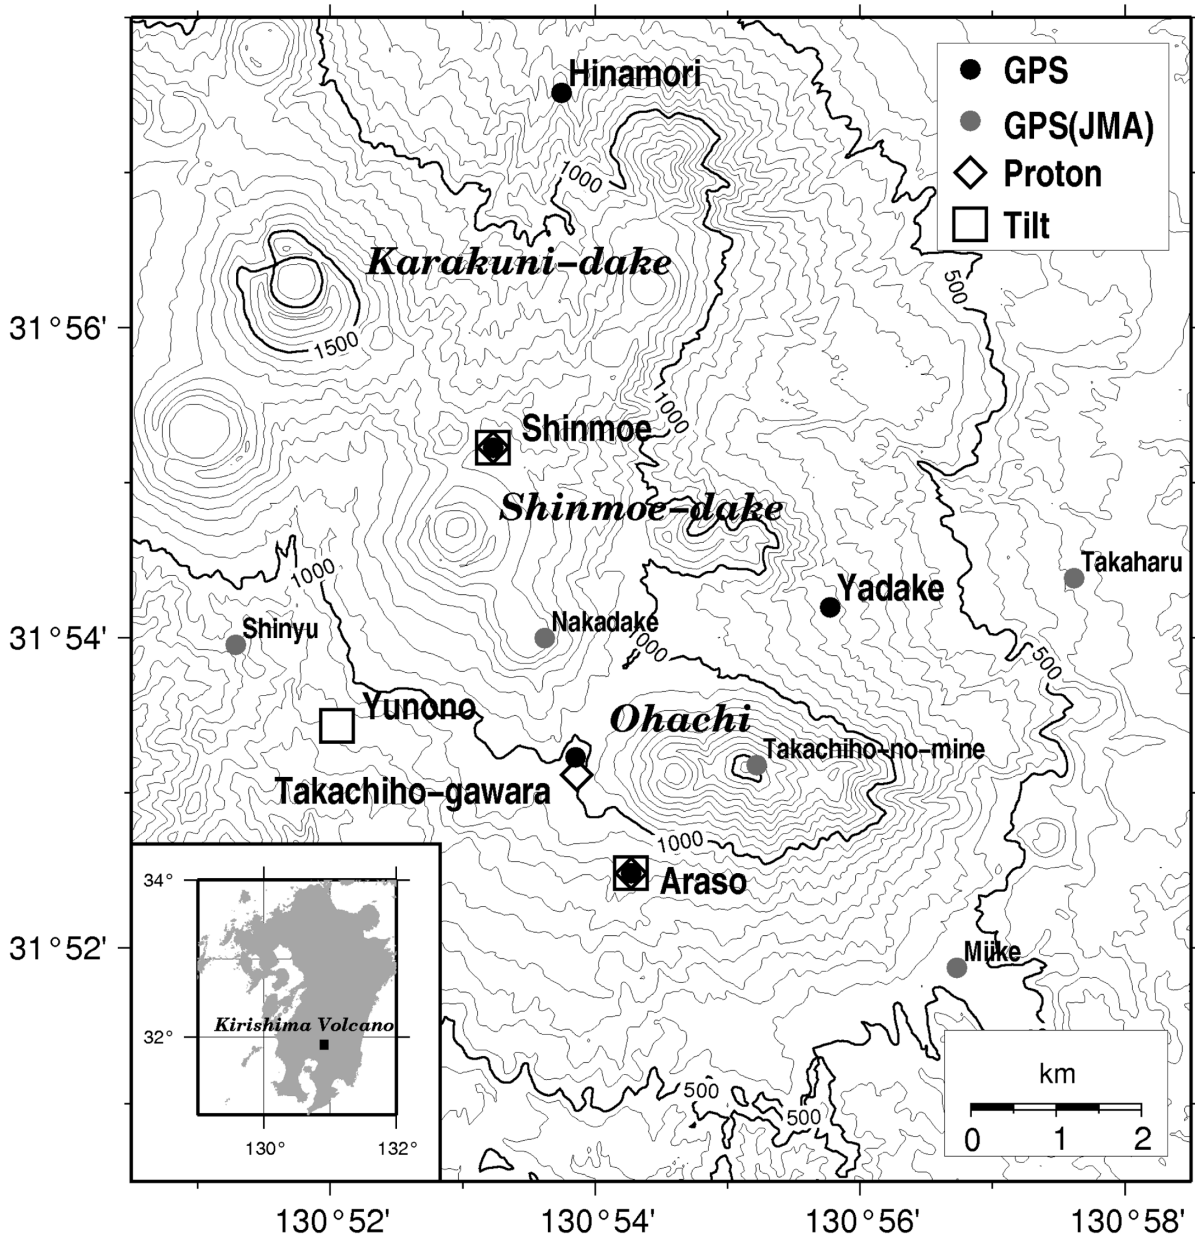 Hinamori
GPS
GPS(JMA)
Proton
Tilt
1000
Karakuni-dake
500
31°56'
1500
1000
Shinmoe
Shinmoe-dake
1000
Takaharu
Yadake
Shinyu
Nakadake
31°54'
1000
500
Yunono
Ohachi
Takachiho-no-mine
Takachiho-gawara
1000
Araso
34°
31°52'
Miike
Kirishima Volcano
32°
km
500
500
0 1 2
130° 132°
130°52' 130°54' 130°56' 130°58'